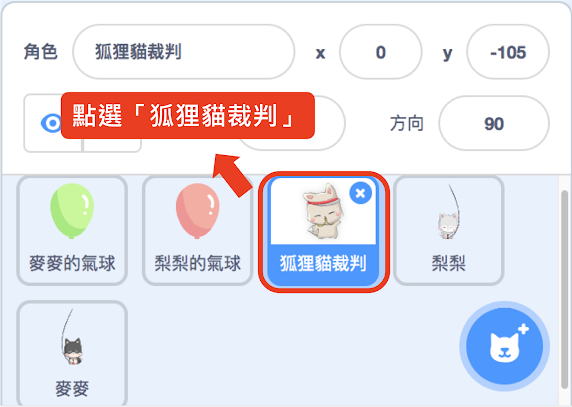 角色 狐狸貓裁判 x 0 y -105
點選「狐狸貓裁判」 方向 90
麥麥的氣球 梨梨的氣球 狐狸貓裁判 梨梨
麥麥